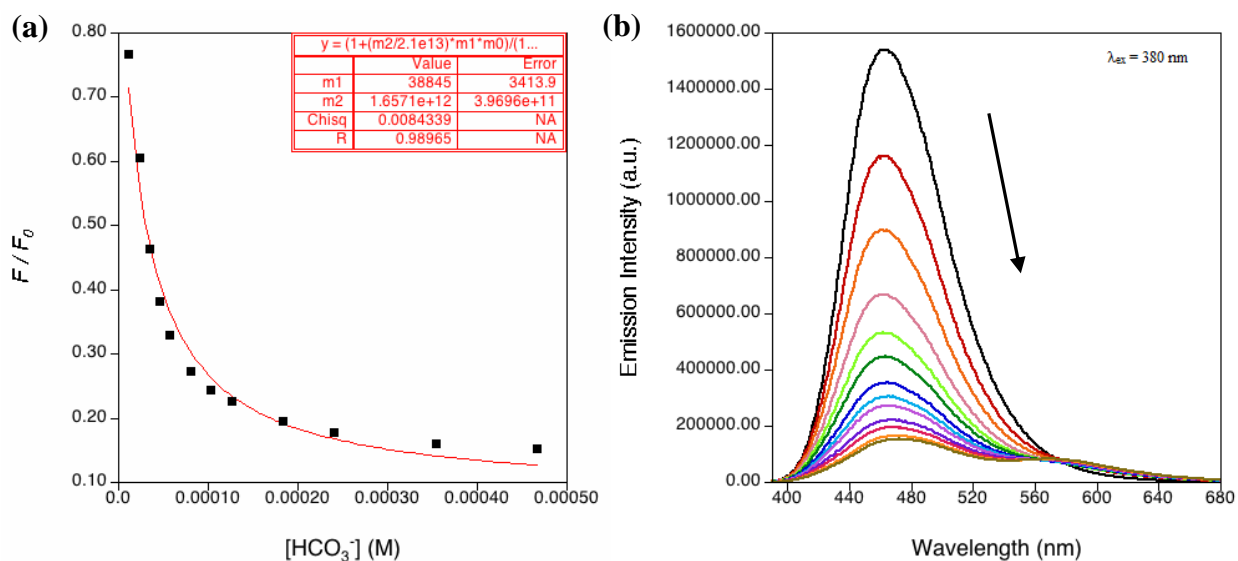 (a)
0.80
0.70
0.60
0.50
0.40
0.30
0.20
0.10
F / F0
y = (1+(m2/2.1e13)*m1*m0)/(1...
Value Error
m1 38845 3413.9
m2 1.6571e+12 3.9696e+11
Chisq 0.0084339 NA
R 0.98965 NA
0.0 0.00010 0.00020 0.00030 0.00040 0.00050
[HCO3-] (M)
(b)
1600000.00
1400000.00
1200000.00
1000000.00
800000.00
600000.00
400000.00
200000.00
0.00
Emission Intensity (a.u.)
λex = 380 nm
400 440 480 520 560 600 640 680
Wavelength (nm)